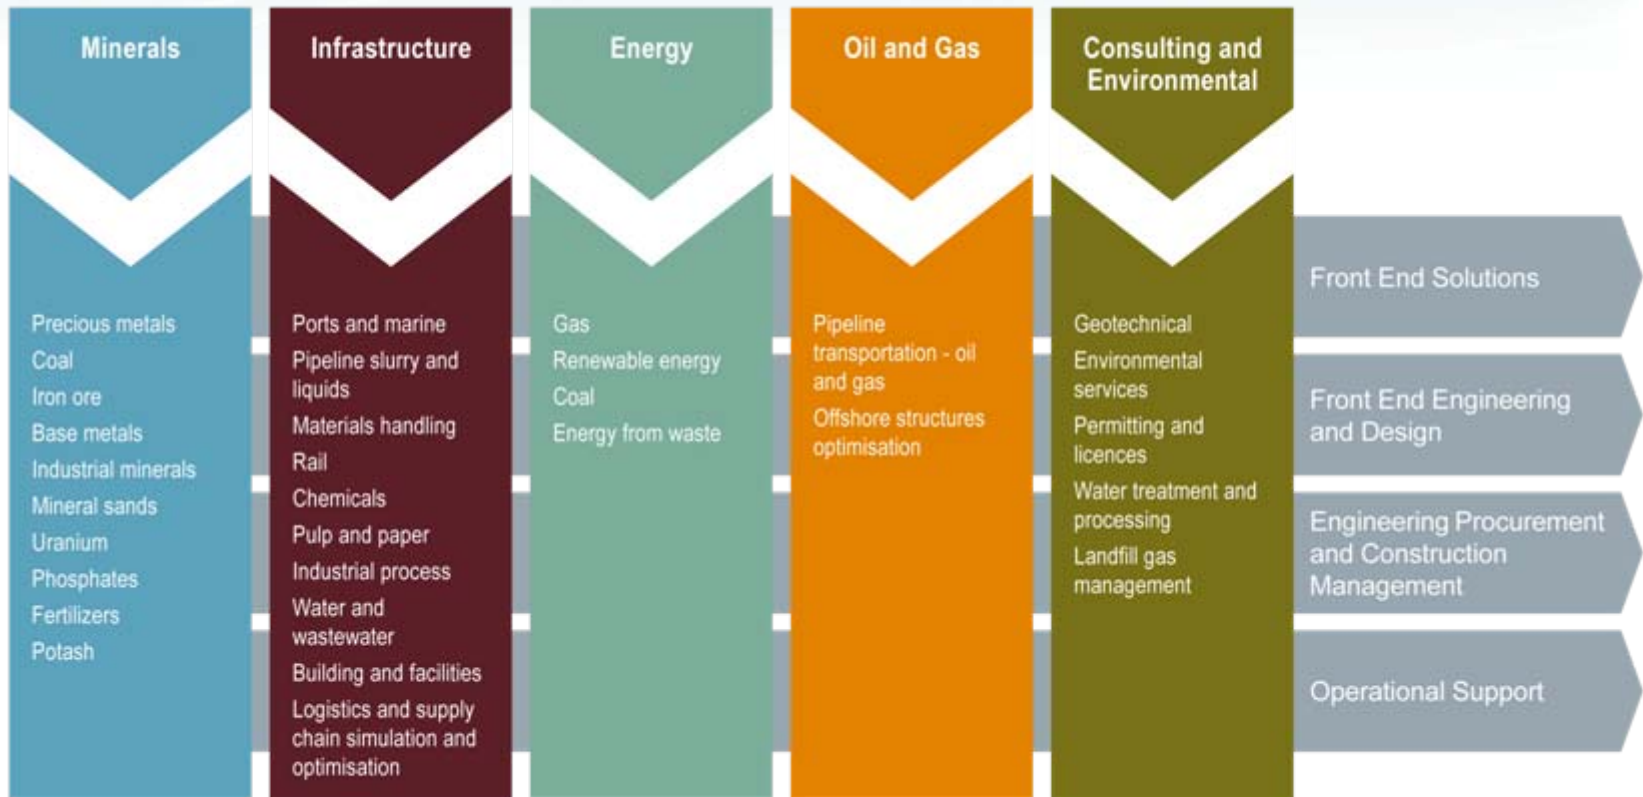 Minerals
Precious metals
Coal
Iron ore
Base metals
Industrial minerals
Mineral sands
Uranium
Phosphates
Fertilizers
Potash
Infrastructure
Ports and marine
Pipeline slurry and
liquids
Materials handling
Rail
Chemicals
Pulp and paper
Industrial process
Water and
wastewater
Building and facilities
Logistics and supply
chain simulation and
optimisation
Energy
Gas
Renewable energy
Coal
Energy from waste
Oil and Gas
Pipeline
transportation - oil
and gas
Offshore structures
optimisation
Consulting and
Environmental
Geotechnical
Environmental
services
Permitting and
licences
Water treatment and
processing
Landfill gas
management
Front End Solutions
Front End Engineering
and Design
Engineering Procurement
and Construction
Management
Operational Support